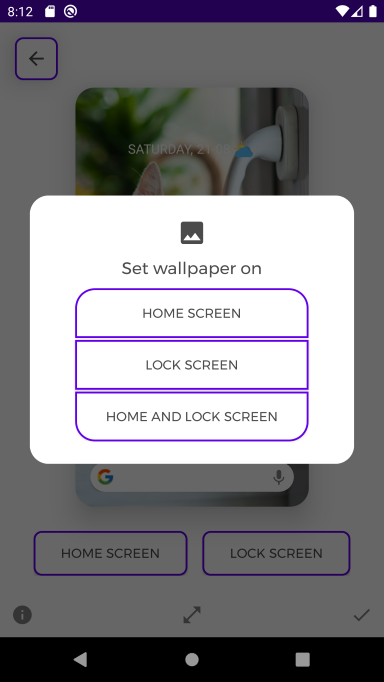 8:12
SATURDAY, 21:08
Set wallpaper on
HOME SCREEN
LOCK SCREEN
HOME AND LOCK SCREEN
G
HOME SCREEN
LOCK SCREEN